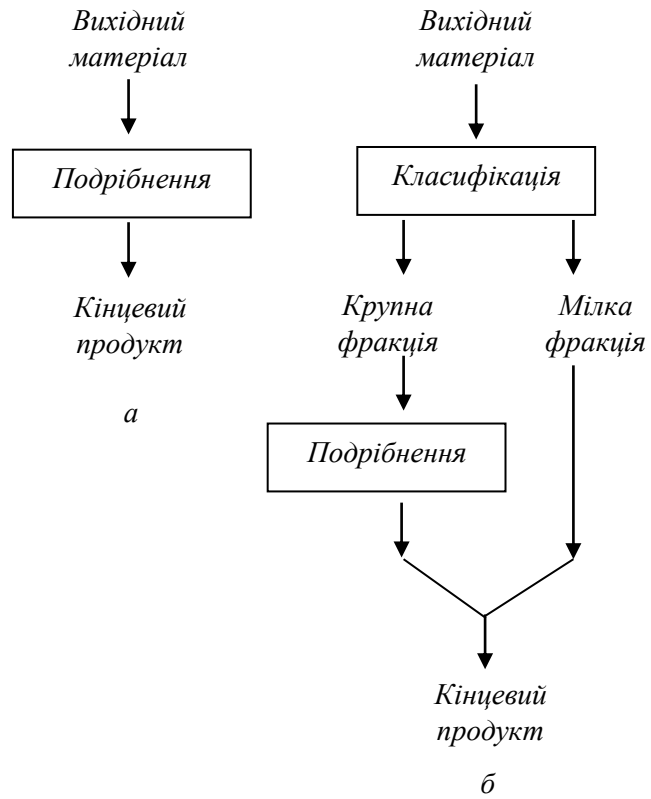 Вихідний
матеріал
Подрібнення
Кінцевий
продукт
а
Вихідний
матеріал
Класифікація
Крупна
фракція
Мілка
фракція
Подрібнення
Кінцевий
продукт
б